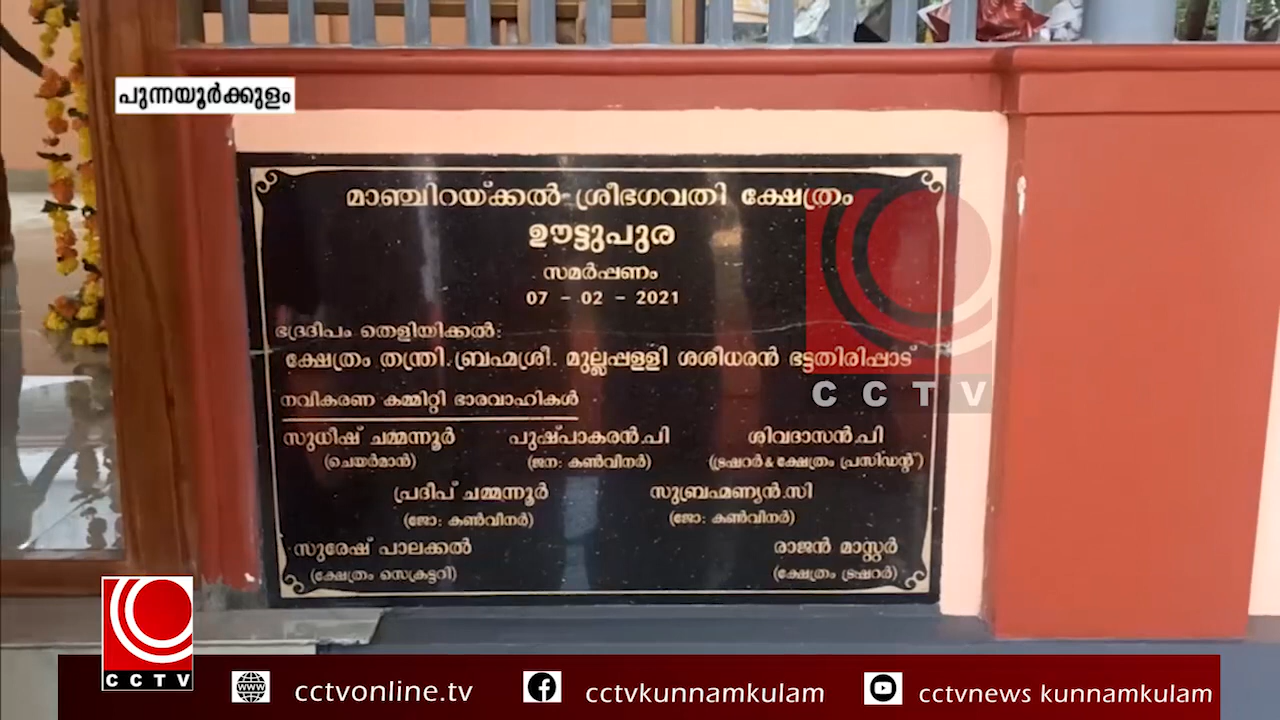 പുന്നയൂർക്കുളം
മാഞ്ചിറയ്ക്കൽ ശ്രീഭഗവതി ക്ഷേത്രം
ഊട്ടുപുര
സമർപ്പണം
07 - 02 - 2021
ഭദ്രദീപം തെളിയിക്കൽ:
ക്ഷേത്രം തന്ത്രി. ബ്രഹ്മശ്രീ. മുല്ലപ്പള്ളി ശശിധരൻ ഭട്ടതിരിപ്പാട്
നവികരണ കമ്മിറ്റി ഭാരവാഹികൾ
സുധീഷ് ചമ്മന്നൂർ പുഷ്പാകരൻ.പി ശിവദാസൻ.പി
(ചെയർമാൻ) (ജന: കൺവീനർ) (ട്രഷറർ & ക്ഷേത്രം പ്രസിഡന്റ്)
പ്രദീപ് ചമ്മന്നൂർ സുബ്രഹ്മണ്യൻ.സി
(ജോ: കൺവീനർ) (ജോ: കൺവീനർ)
സുരേഷ് പാലക്കൽ രാജൻ മാസ്റ്റർ
(ക്ഷേത്രം സെക്രട്ടറി) (ക്ഷേത്രം ട്രഷറർ)
CCTV
CCTV
www cctvonline.tv cctvkunnamkulam cctvnews kunnamkulam